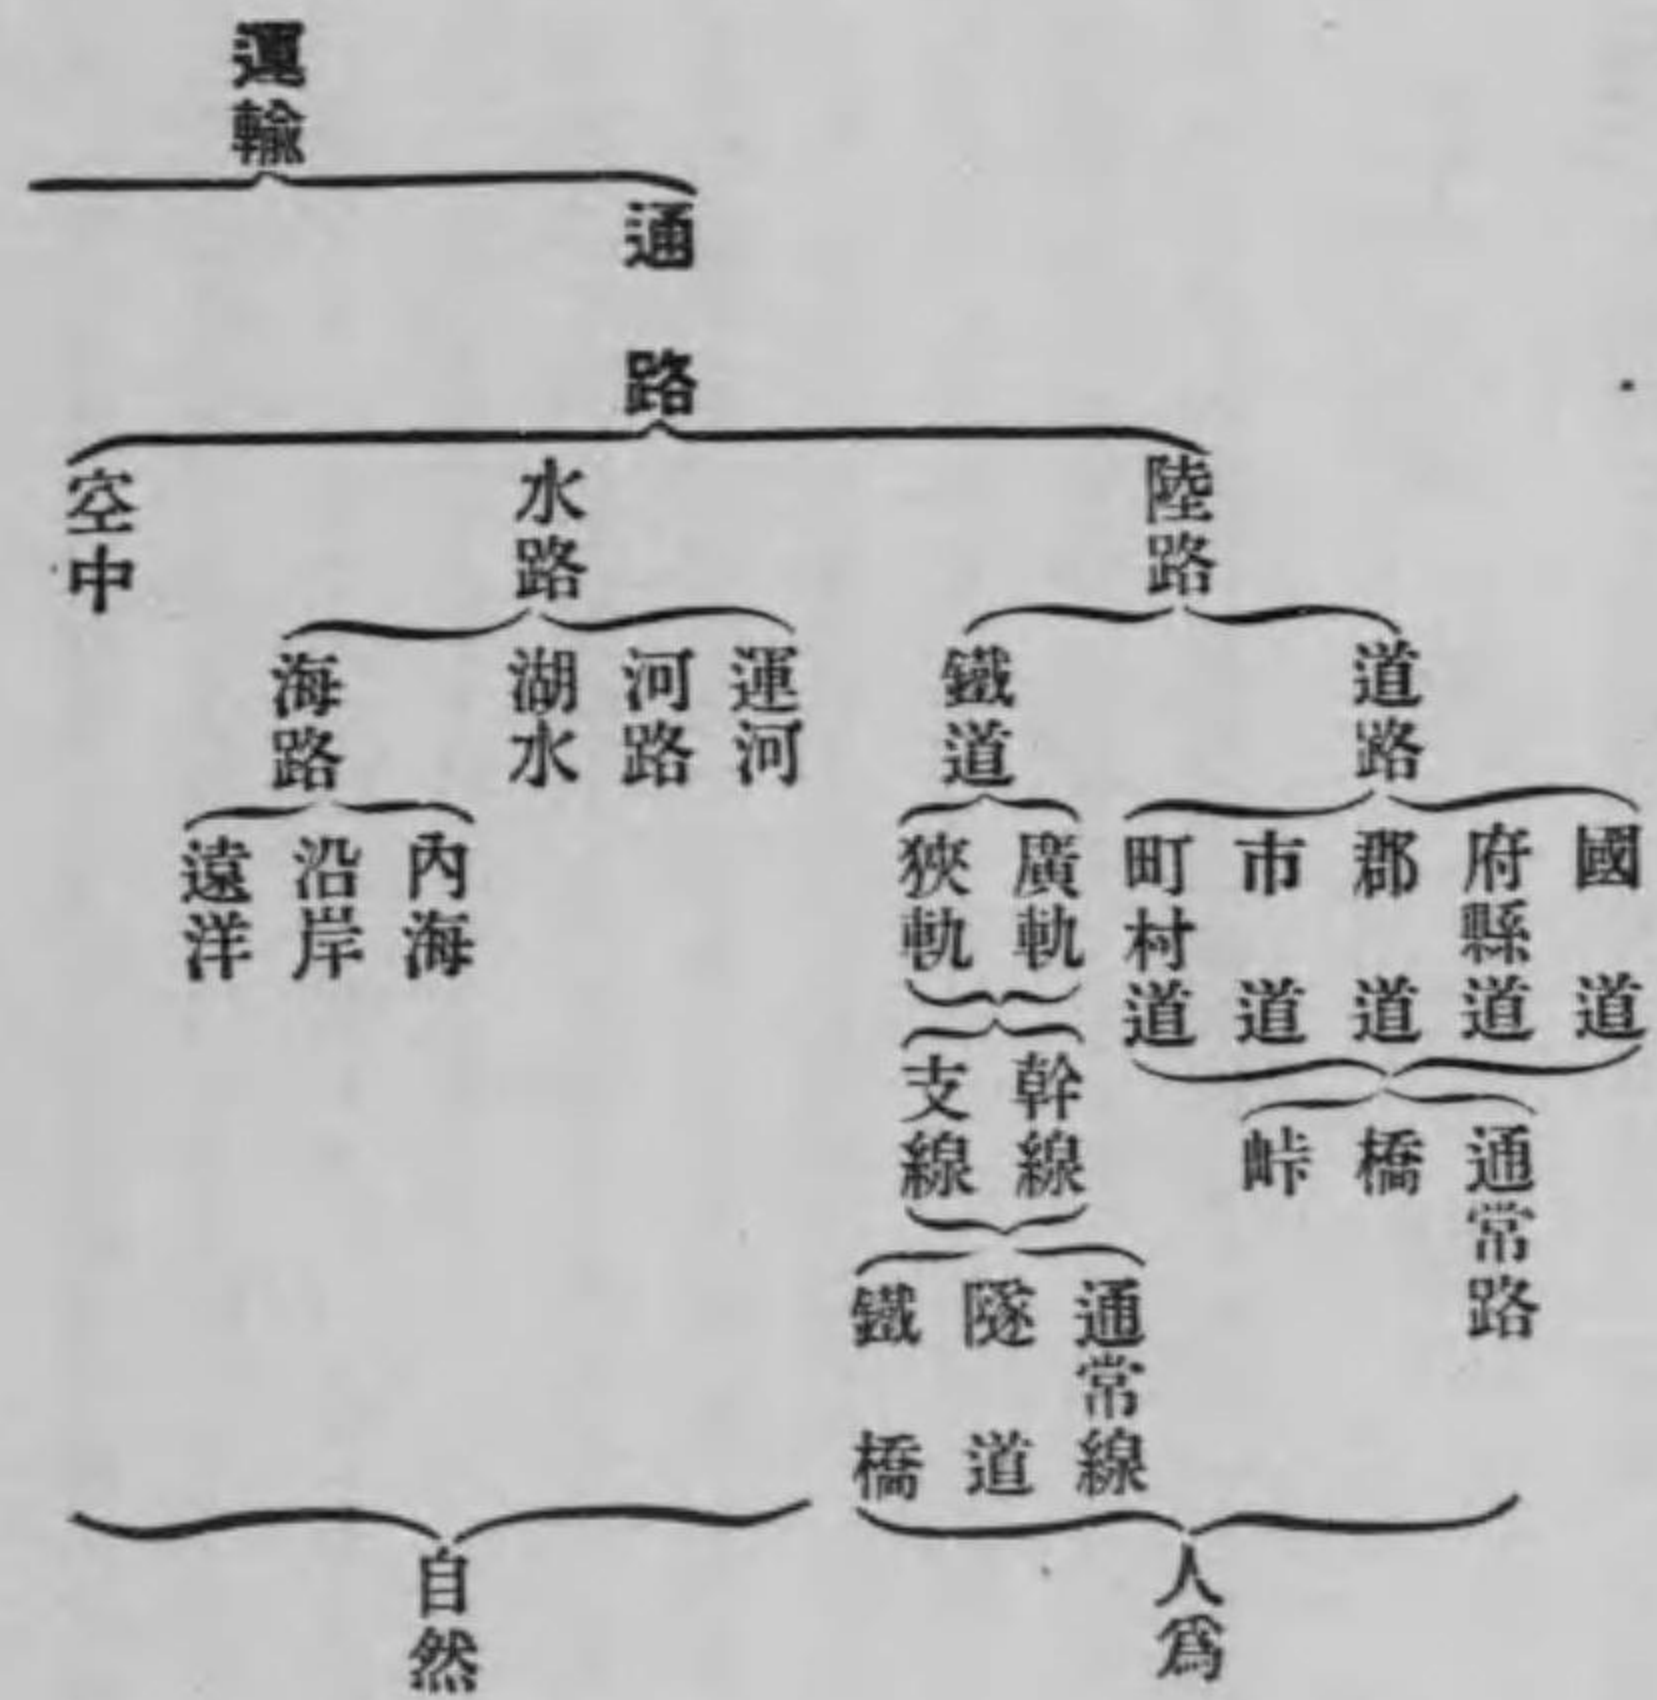 運輸
通路
陸路
道路
國道
府縣道
郡道
市道
町村道
通常路
橋
峠
鐵道
廣軌
狹軌
幹線
支線
通常線
隧道
鐵橋
人爲
水路
運河
河路
湖水
海路
內海
沿岸
遠洋
空中
自然